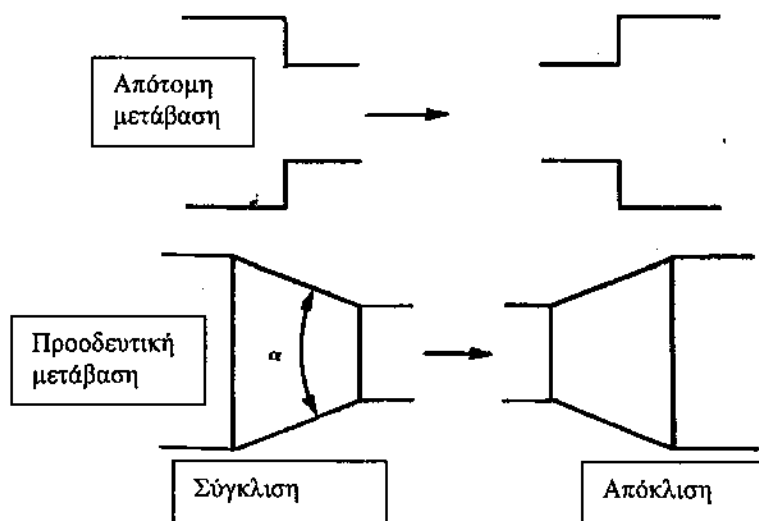 Απότομη
μετάβαση
Προοδευτική
μετάβαση
α
Σύγκλιση
Απόκλιση